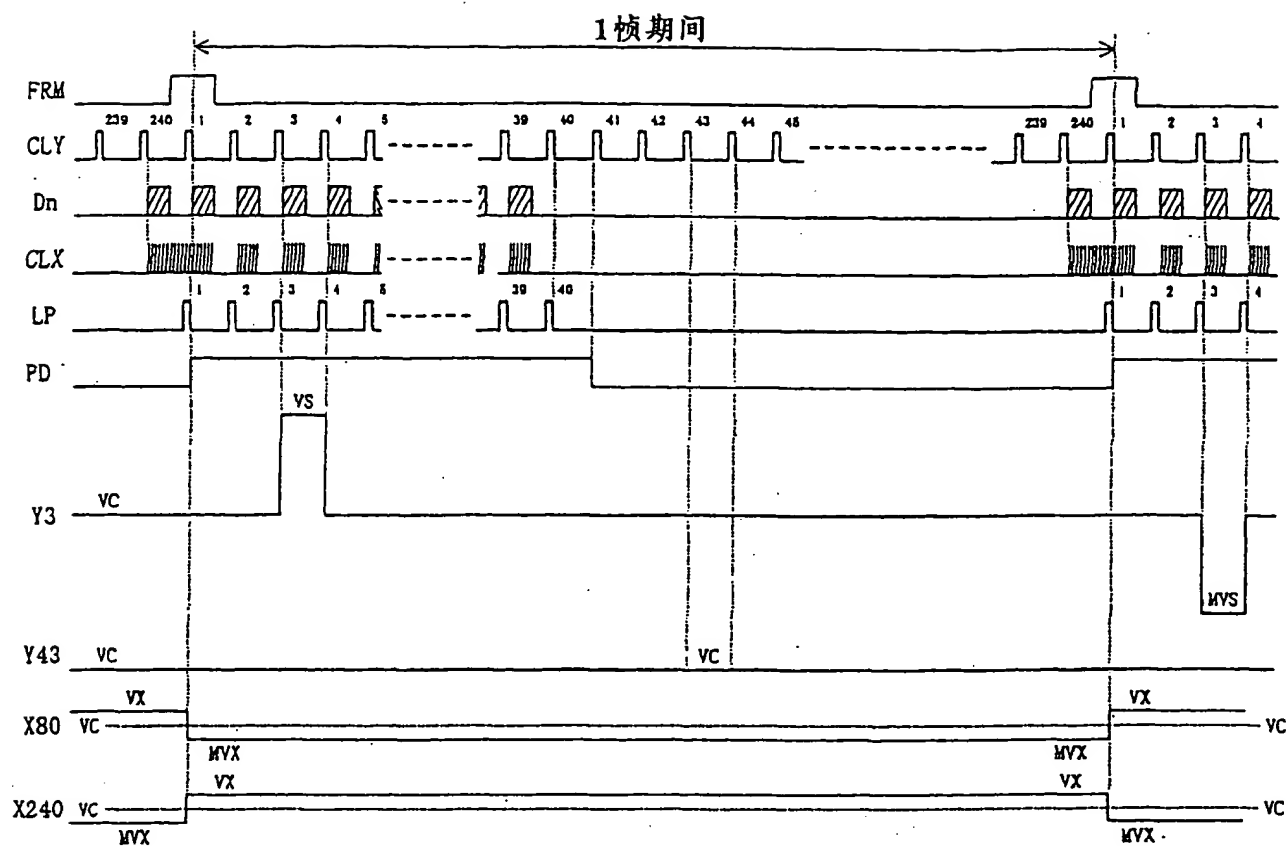 1帧期间
FRM
239 240 1 2 3 4 5 39 40 41 42 43 44 45 239 240 1 2 3 4
CLY
Dn
CLX
1 2 3 4 5 39 40 1 2 3 4
LP
PD
VS
VC
Y3
MVS
Y43 VC VC
VX VX
X80 VC VC
MVX MVX
VX VX
X240 VC VC
MVX MVX